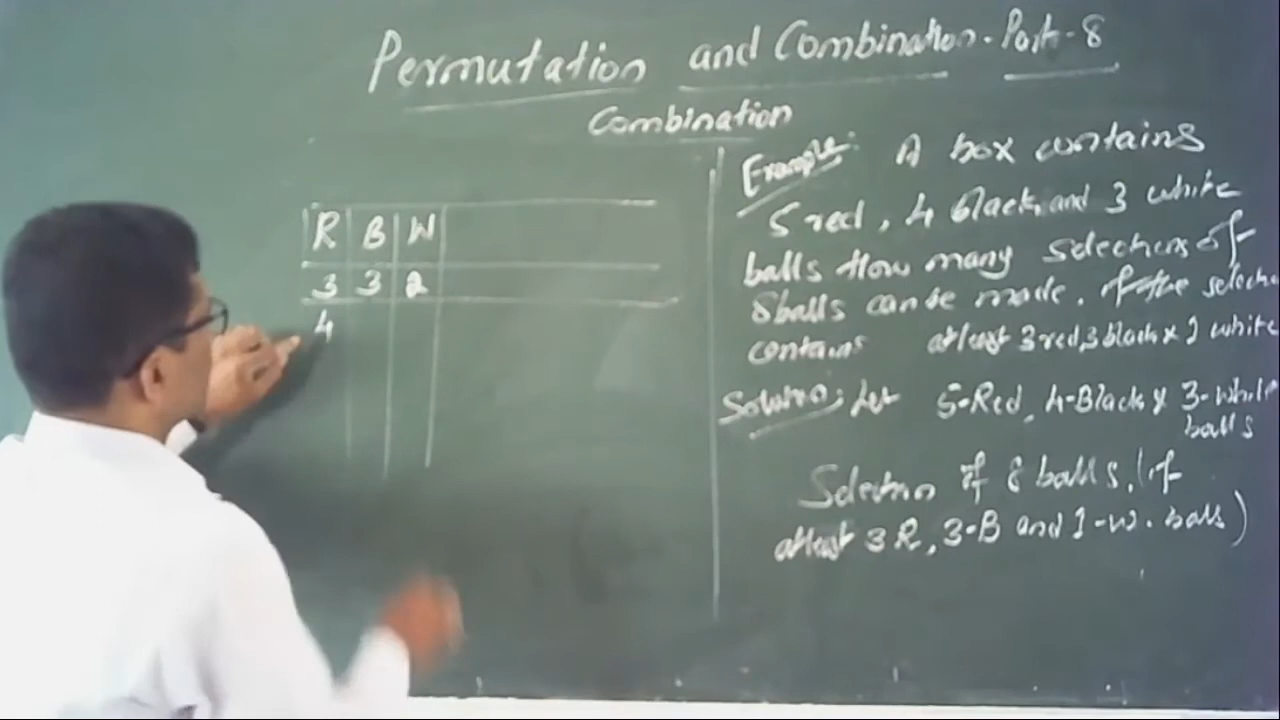 Permutation and Combination - Part - 8
Combination
R B W
3 3 2
4
Example: A box contains
5 red, 4 Black and 3 white
balls How many selections of
8 balls can be made. If the selection
contains atleast 3 red, 3 black & 1 white
Solution: Let 5-Red, 4-Black & 3-white
balls
Selection of 8 balls, (if
atleast 3R, 3-B and 1-W. balls)